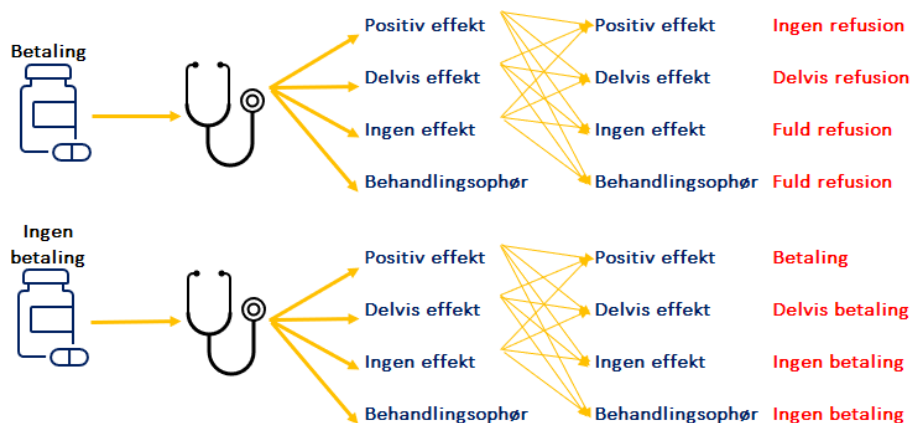 Betaling
Positiv effekt Positiv effekt Ingen refusion
Delvis effekt Delvis effekt Delvis refusion
Ingen effekt Ingen effekt Fuld refusion
Behandlingsophør Behandlingsophør Fuld refusion
Ingen
betaling
Positiv effekt Positiv effekt Betaling
Delvis effekt Delvis effekt Delvis betaling
Ingen effekt Ingen effekt Ingen betaling
Behandlingsophør Behandlingsophør Ingen betaling